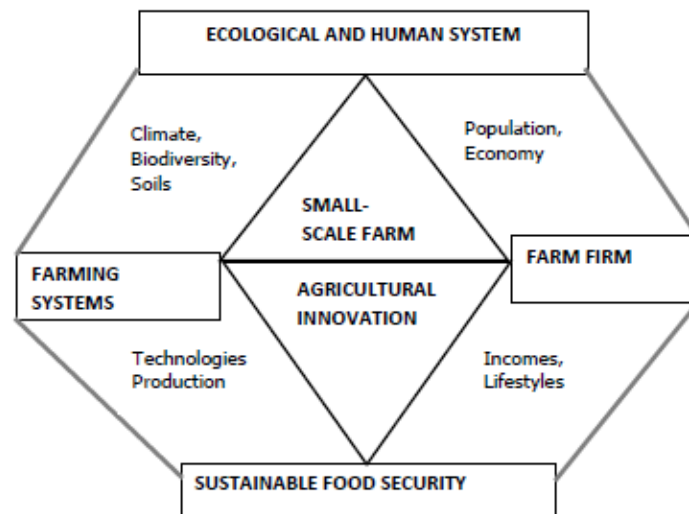 ECOLOGICAL AND HUMAN SYSTEM
Climate,
Biodiversity,
Soils
Population,
Economy
SMALL-
SCALE FARM
FARMING
SYSTEMS
FARM FIRM
AGRICULTURAL
INNOVATION
Technologies
Production
Incomes,
Lifestyles
SUSTAINABLE FOOD SECURITY